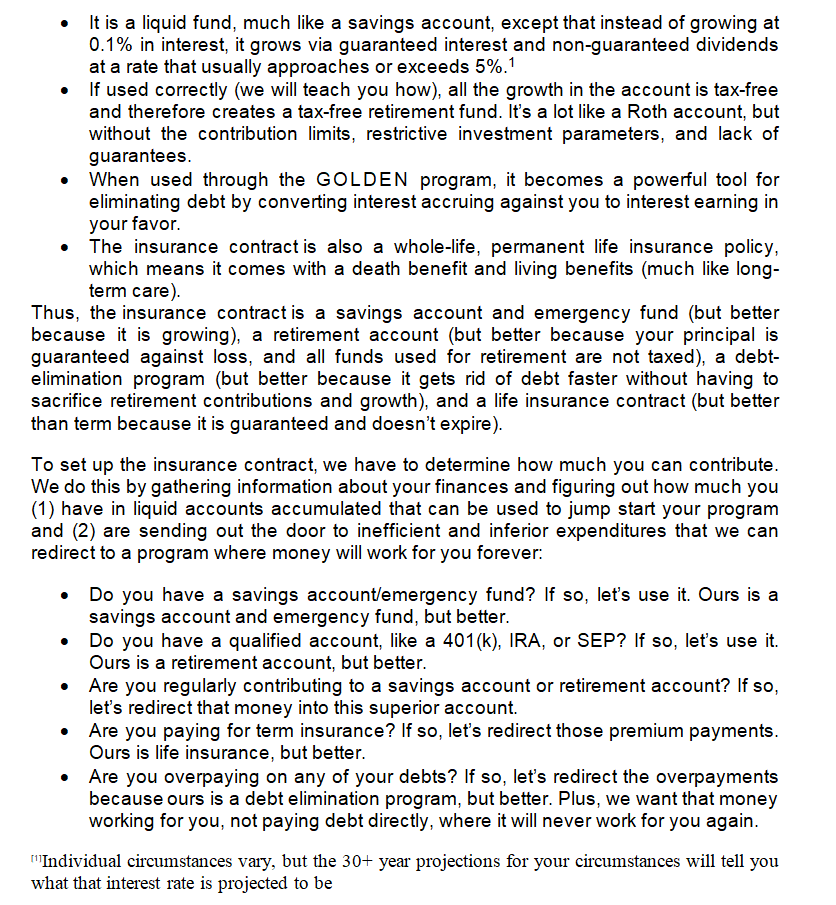 • It is a liquid fund, much like a savings account, except that instead of growing at
0.1% in interest, it grows via guaranteed interest and non-guaranteed dividends
at a rate that usually approaches or exceeds 5%.¹
• If used correctly (we will teach you how), all the growth in the account is tax-free
and therefore creates a tax-free retirement fund. It's a lot like a Roth account, but
without the contribution limits, restrictive investment parameters, and lack of
guarantees.
• When used through the GOLDEN program, it becomes a powerful tool for
eliminating debt by converting interest accruing against you to interest earning in
your favor.
• The insurance contract is also a whole-life, permanent life insurance policy,
which means it comes with a death benefit and living benefits (much like long-
term care).
Thus, the insurance contract is a savings account and emergency fund (but better
because it is growing), a retirement account (but better because your principal is
guaranteed against loss, and all funds used for retirement are not taxed), a debt-
elimination program (but better because it gets rid of debt faster without having to
sacrifice retirement contributions and growth), and a life insurance contract (but better
than term because it is guaranteed and doesn't expire).
To set up the insurance contract, we have to determine how much you can contribute.
We do this by gathering information about your finances and figuring out how much you
(1) have in liquid accounts accumulated that can be used to jump start your program
and (2) are sending out the door to inefficient and inferior expenditures that we can
redirect to a program where money will work for you forever:
• Do you have a savings account/emergency fund? If so, let's use it. Ours is a
savings account and emergency fund, but better.
• Do you have a qualified account, like a 401(k), IRA, or SEP? If so, let's use it.
Ours is a retirement account, but better.
• Are you regularly contributing to a savings account or retirement account? If so,
let's redirect that money into this superior account.
• Are you paying for term insurance? If so, let's redirect those premium payments.
Ours is life insurance, but better.
• Are you overpaying on any of your debts? If so, let's redirect the overpayments
because ours is a debt elimination program, but better. Plus, we want that money
working for you, not paying debt directly, where it will never work for you again.
[1]Individual circumstances vary, but the 30+ year projections for your circumstances will tell you
what that interest rate is projected to be